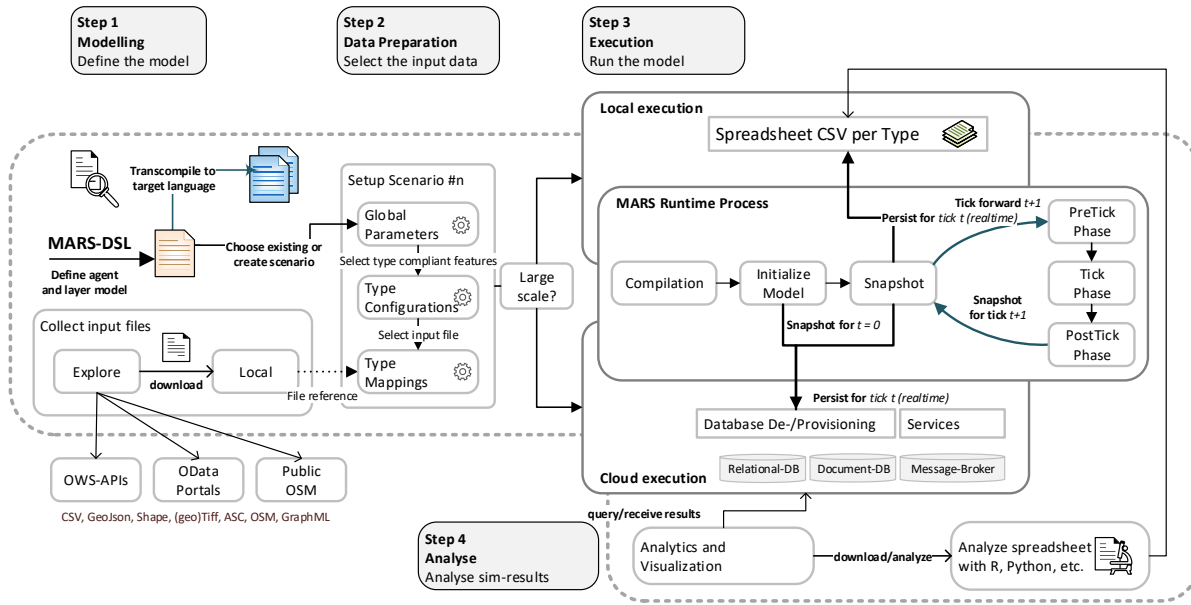 Step 1
Modelling
Define the model
Step 2
Data Preparation
Select the input data
Step 3
Execution
Run the model
Local execution
Spreadsheet CSV per Type
Transcompile to
target language
MARS-DSL
Define agent
and layer model
Choose existing or
create scenario
Setup Scenario #n
Global
Parameters
Select type compliant features
Type
Configurations
Select input file
Type
Mappings
Large
scale?
Collect input files
Explore
download
Local
File reference
OWS-APIs
OData
Portals
Public
OSM
CSV, GeoJson, Shape, (geo)Tiff, ASC, OSM, GraphML
MARS Runtime Process
Persist for tick t (realtime)
Tick forward t+1
PreTick
Phase
Compilation
Initialize
Model
Snapshot
Tick
Phase
Snapshot
for tick t+1
Snapshot for t = 0
PostTick
Phase
Persist for tick t (realtime)
Database De-/Provisioning
Services
Relational-DB
Document-DB
Message-Broker
Cloud execution
query/receive results
Step 4
Analyse
Analyse sim-results
Analytics and
Visualization
download/analyze
Analyze spreadsheet
with R, Python, etc.